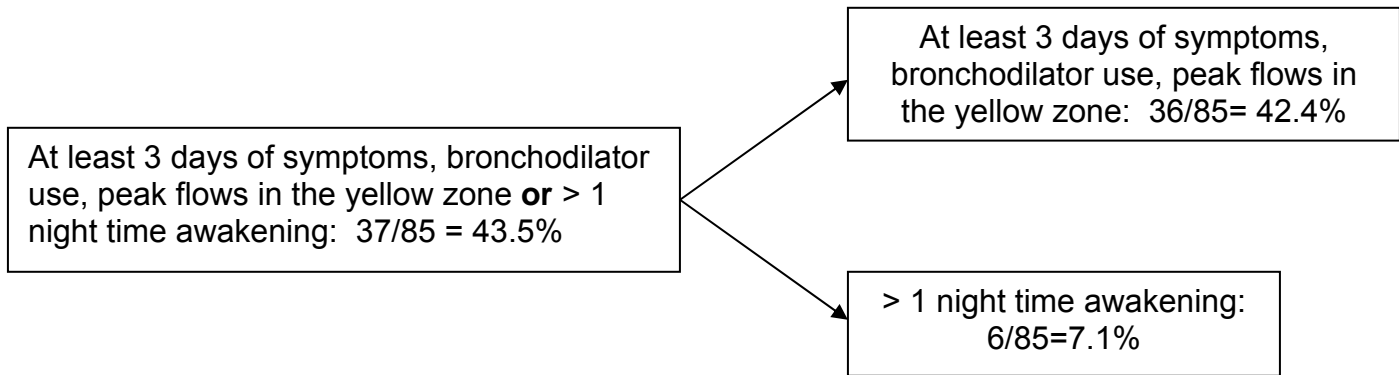 At least 3 days of symptoms, bronchodilator
use, peak flows in the yellow zone or > 1
night time awakening:  37/85 = 43.5%
At least 3 days of symptoms,
bronchodilator use, peak flows in
the yellow zone:  36/85= 42.4%
> 1 night time awakening:
6/85=7.1%